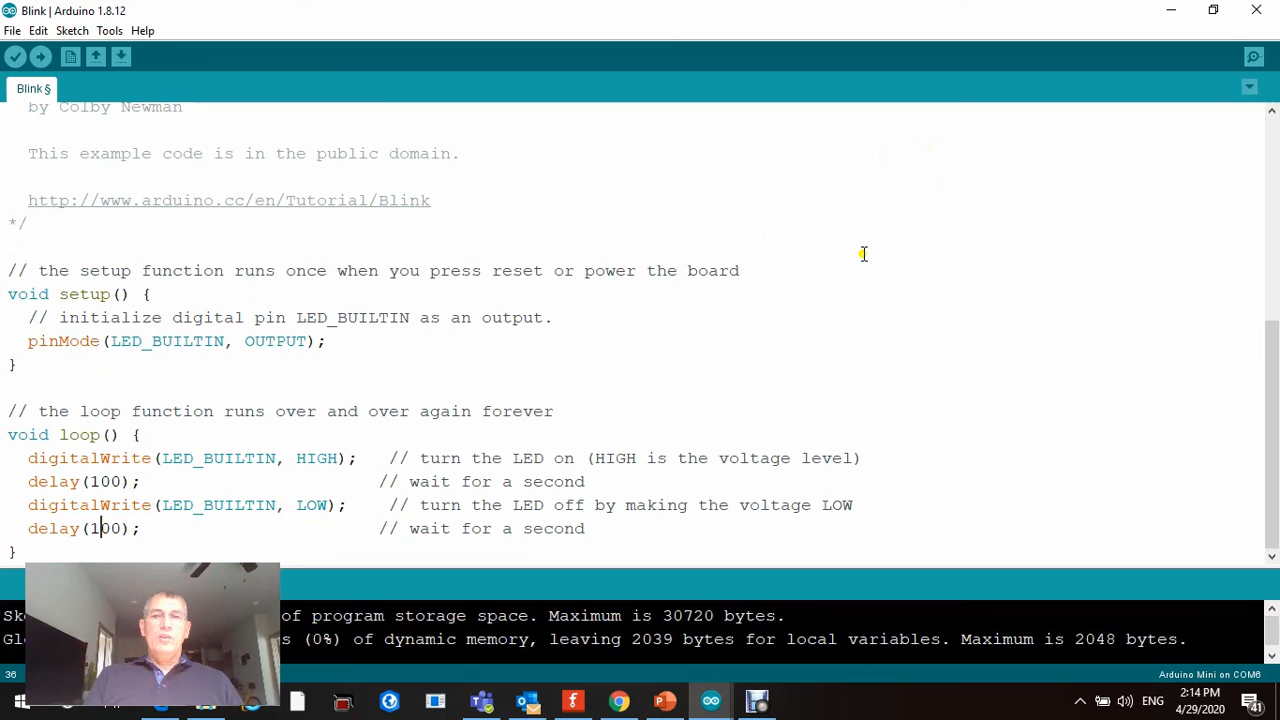 Blink | Arduino 1.8.12
File Edit Sketch Tools Help
Blink §
by Colby Newman
This example code is in the public domain.
http://www.arduino.cc/en/Tutorial/Blink
*/
// the setup function runs once when you press reset or power the board
void setup() {
// initialize digital pin LED_BUILTIN as an output.
pinMode(LED_BUILTIN, OUTPUT);
}
// the loop function runs over and over again forever
void loop() {
digitalWrite(LED_BUILTIN, HIGH); // turn the LED on (HIGH is the voltage level)
delay(100); // wait for a second
digitalWrite(LED_BUILTIN, LOW); // turn the LED off by making the voltage LOW
delay(100); // wait for a second
}
Sk of program storage space. Maximum is 30720 bytes.
Gl s (0%) of dynamic memory, leaving 2039 bytes for local variables. Maximum is 2048 bytes.
36 Arduino Mini on COM6
ENG
2:14 PM
4/29/2020
41